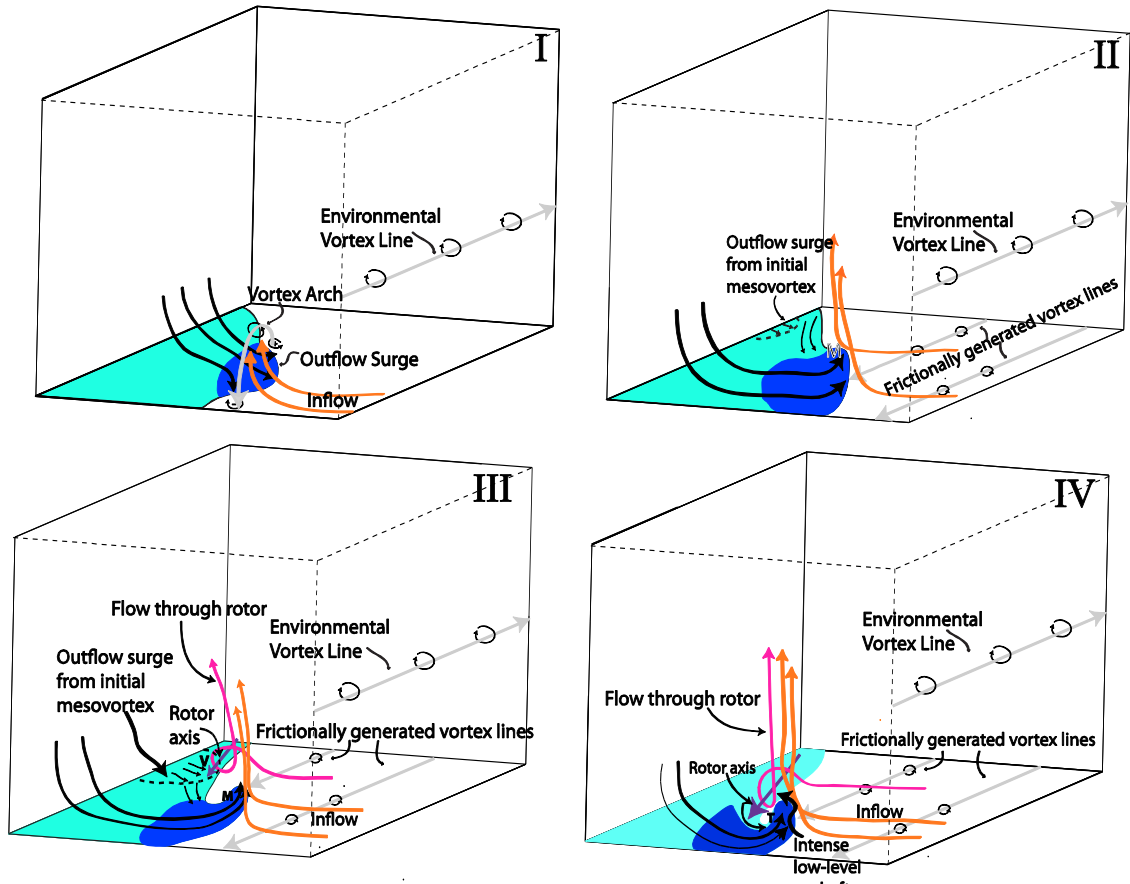 I
Environmental
Vortex Line
Vortex Arch
Outflow Surge
Inflow
II
Outflow surge
from initial
mesovortex
Environmental
Vortex Line
M
Frictionally generated vortex lines
III
Flow through rotor
Environmental
Vortex Line
Outflow surge
from initial
mesovortex
Rotor
axis
Frictionally generated vortex lines
V
M
Inflow
IV
Environmental
Vortex Line
Flow through rotor
Frictionally generated vortex lines
Rotor axis
T
Inflow
Intense
low-level